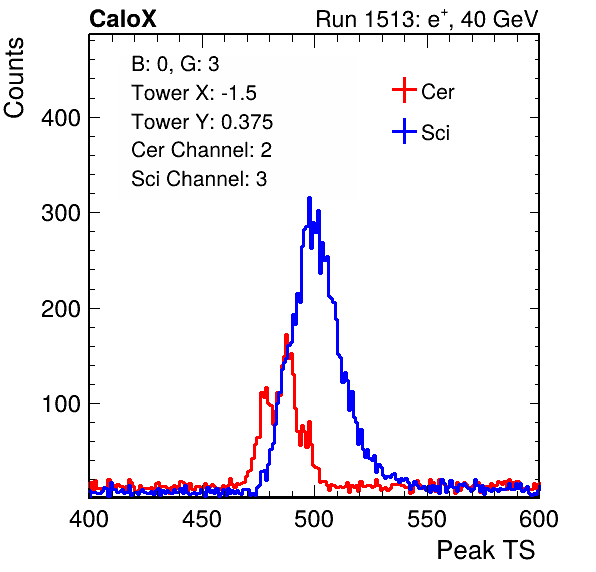 CaloX Run 1513: e⁺, 40 GeV
Counts
B: 0, G: 3
Tower X: -1.5
Tower Y: 0.375
Cer Channel: 2
Sci Channel: 3
Cer
Sci
400
300
200
100
400 450 500 550 600
Peak TS